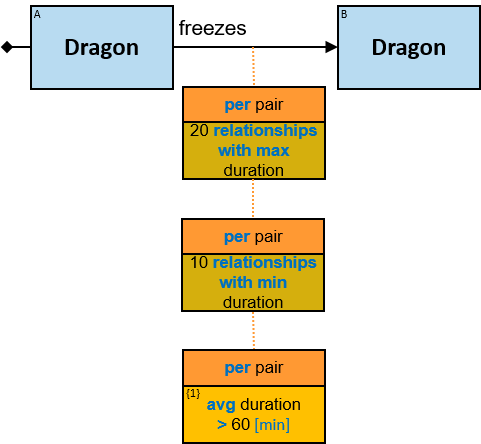 A
Dragon
freezes
B
Dragon
per pair
20 relationships
with max
duration
per pair
10 relationships
with min
duration
per pair
{1}
avg duration
> 60 [min]